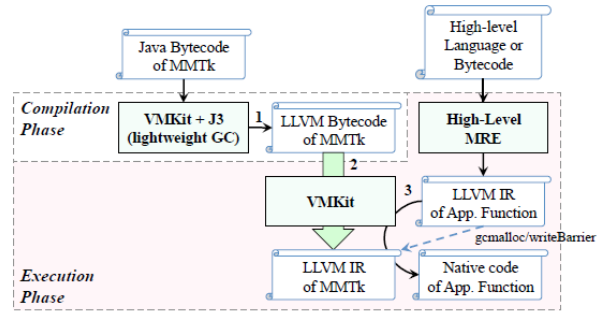 High-level
Language or
Bytecode
Java Bytecode
of MMTk
Compilation
Phase
VMKit + J3
(lightweight GC)
1
LLVM Bytecode
of MMTk
High-Level
MRE
2
VMKit
3
LLVM IR
of App. Function
gcmalloc/writeBarrier
Execution
Phase
LLVM IR
of MMTk
Native code
of App. Function